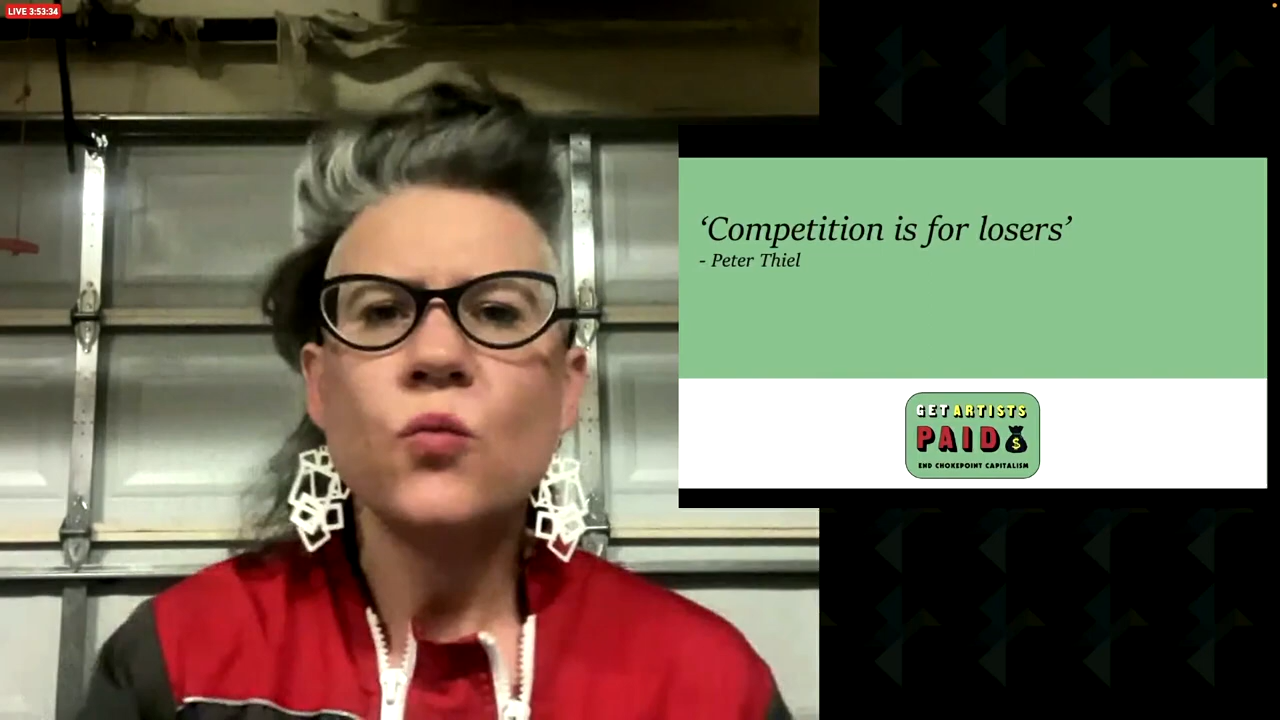 LIVE 3:53:34
‘Competition is for losers’
- Peter Thiel
GET ARTISTS
PAID
$
END CHOKEPOINT CAPITALISM